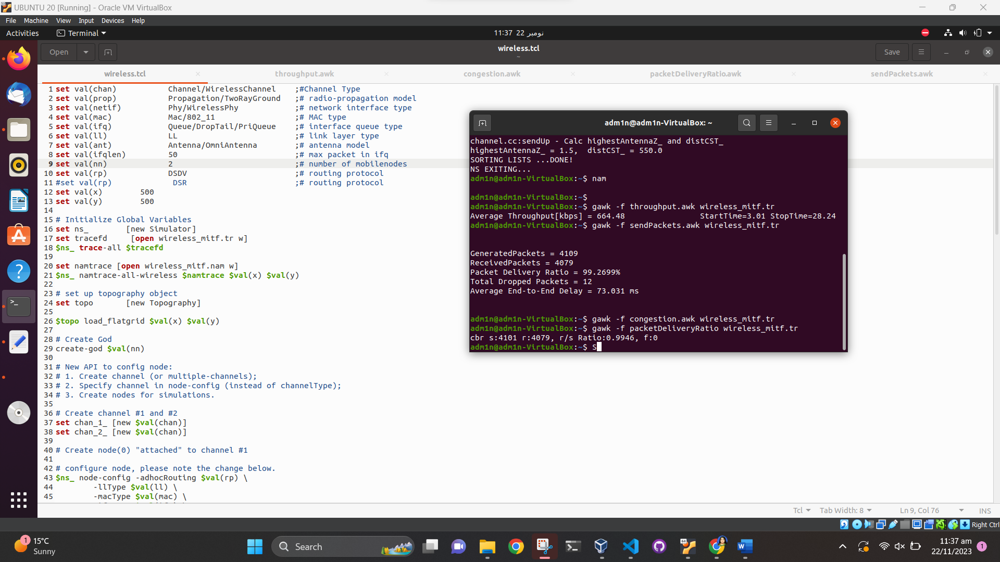 UBUNTU 20 [Running] - Oracle VM VirtualBox
File Machine View Input Devices Help
Activities Terminal 11:37 22 نومبر
Open wireless.tcl Save
~
wireless.tcl throughput.awk congestion.awk packetDeliveryRatio.awk sendPackets.awk
1 set val(chan) Channel/WirelessChannel ;#Channel Type
2 set val(prop) Propagation/TwoRayGround ;# radio-propagation model
3 set val(netif) Phy/WirelessPhy ;# network interface type
4 set val(mac) Mac/802_11 ;# MAC type
5 set val(ifq) Queue/DropTail/PriQueue ;# interface queue type
6 set val(ll) LL ;# link layer type
7 set val(ant) Antenna/OmniAntenna ;# antenna model
8 set val(ifqlen) 50 ;# max packet in ifq
9 set val(nn) 2 ;# number of mobilenodes
10 set val(rp) DSDV ;# routing protocol
11 #set val(rp) DSR ;# routing protocol
12 set val(x) 500
13 set val(y) 500
14
15 # Initialize Global Variables
16 set ns_ [new Simulator]
17 set tracefd [open wireless_mitf.tr w]
18 $ns_ trace-all $tracefd
19
20 set namtrace [open wireless_mitf.nam w]
21 $ns_ namtrace-all-wireless $namtrace $val(x) $val(y)
22
23 # set up topography object
24 set topo [new Topography]
25
26 $topo load_flatgrid $val(x) $val(y)
27
28 # Create God
29 create-god $val(nn)
30
31 # New API to config node:
32 # 1. Create channel (or multiple-channels);
33 # 2. Specify channel in node-config (instead of channelType);
34 # 3. Create nodes for simulations.
35
36 # Create channel #1 and #2
37 set chan_1_ [new $val(chan)]
38 set chan_2_ [new $val(chan)]
39
40 # Create node(0) "attached" to channel #1
41
42 # configure node, please note the change below.
43 $ns_ node-config -adhocRouting $val(rp) \
44 -llType $val(ll) \
45 -macType $val(mac) \
adm1n@adm1n-VirtualBox: ~
channel.cc:sendUp - Calc highestAntennaZ_ and distCST_
highestAntennaZ_ = 1.5, distCST_ = 550.0
SORTING LISTS ...DONE!
NS EXITING...
adm1n@adm1n-VirtualBox:~$ nam
adm1n@adm1n-VirtualBox:~$
adm1n@adm1n-VirtualBox:~$ gawk -f throughput.awk wireless_mitf.tr
Average Throughput[kbps] = 664.48 StartTime=3.01 StopTime=28.24
adm1n@adm1n-VirtualBox:~$ gawk -f sendPackets.awk wireless_mitf.tr
GeneratedPackets = 4109
ReceivedPackets = 4079
Packet Delivery Ratio = 99.2699%
Total Dropped Packets = 12
Average End-to-End Delay = 73.031 ms
adm1n@adm1n-VirtualBox:~$ gawk -f congestion.awk wireless_mitf.tr
adm1n@adm1n-VirtualBox:~$ gawk -f packetDeliveryRatio wireless_mitf.tr
cbr s:4101 r:4079, r/s Ratio:0.9946, f:0
adm1n@adm1n-VirtualBox:~$ S
Tcl Tab Width: 8 Ln 9, Col 76 INS
Right Ctrl
1 15°C
Sunny
Search
64
W
11:37 am
22/11/2023
1